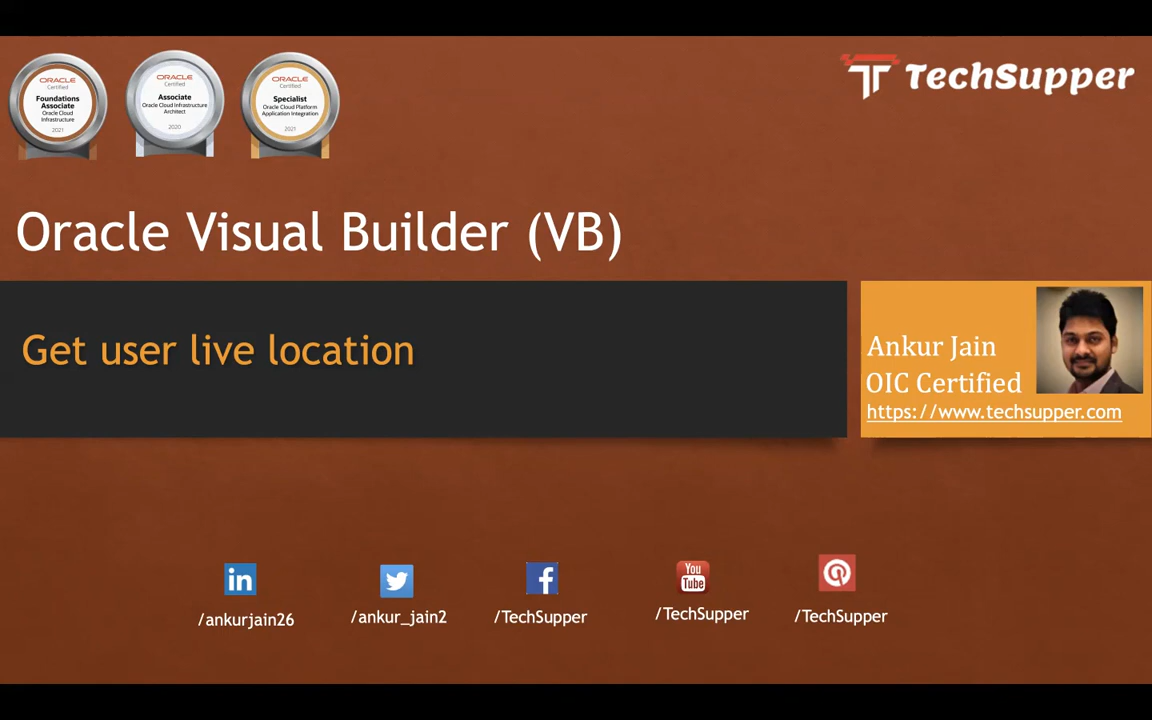 ORACLE
Certified
Foundations
Associate
Oracle Cloud
Infrastructure
2021
ORACLE
Certified
Associate
Oracle Cloud Infrastructure
Architect
2020
ORACLE
Certified
Specialist
Oracle Cloud Platform
Application Integration
2021
TechSupper
Oracle Visual Builder (VB)
Get user live location
Ankur Jain
OIC Certified
https://www.techsupper.com
in
You
Tube
/ankurjain26
/ankur_jain2
/TechSupper
/TechSupper
/TechSupper